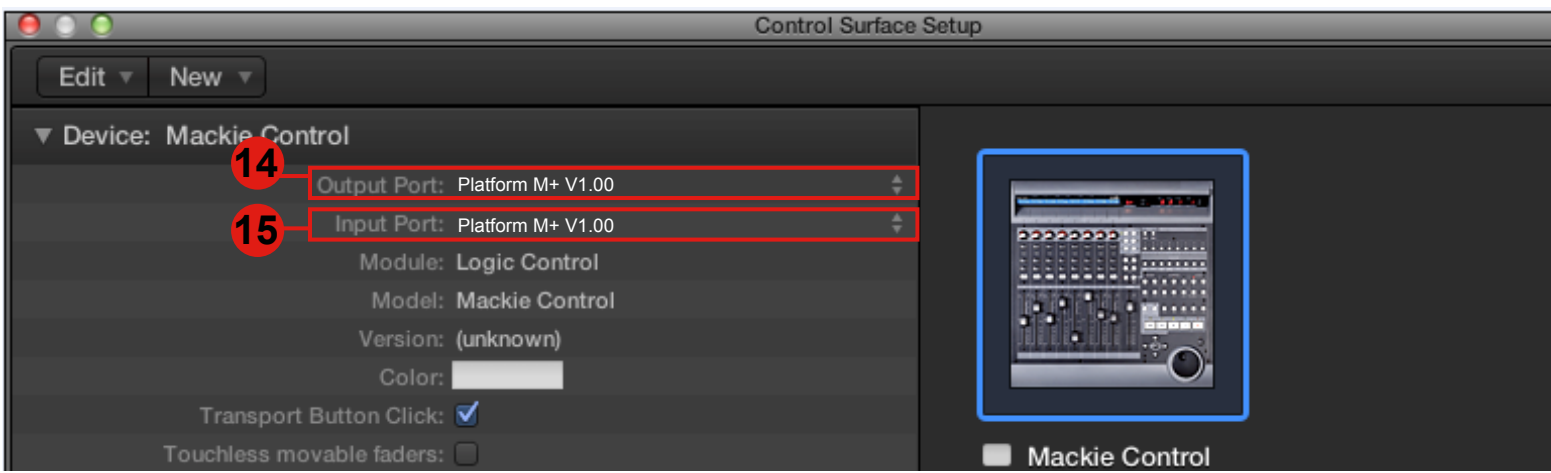 Control Surface Setup
Edit New
Device: Mackie Control
14
Output Port: Platform M+ V1.00
15
Input Port: Platform M+ V1.00
Module: Logic Control
Model: Mackie Control
Version: (unknown)
Color:
Transport Button Click:
Touchless movable faders:
Mackie Control